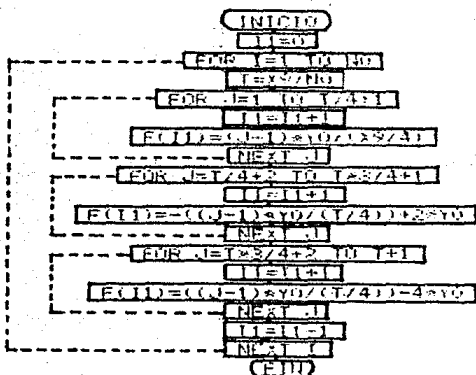 INICIO
I1=0
FOR I=1 TO NO
T=X9/NO
FOR J=1 TO T/4+1
I1=I1+1
F(I1)=(J-1)*Y0/(X9/4)
NEXT J
FOR J=T/4+2 TO T*3/4+1
I1=I1+1
F(I1)=-((J-1)*Y0/(T/4))+2*Y0
NEXT J
FOR J=T*3/4+2 TO T+1
I1=I1+1
F(I1)=((J-1)*Y0/(T/4))-4*Y0
NEXT J
I1=I1-1
NEXT I
FIN